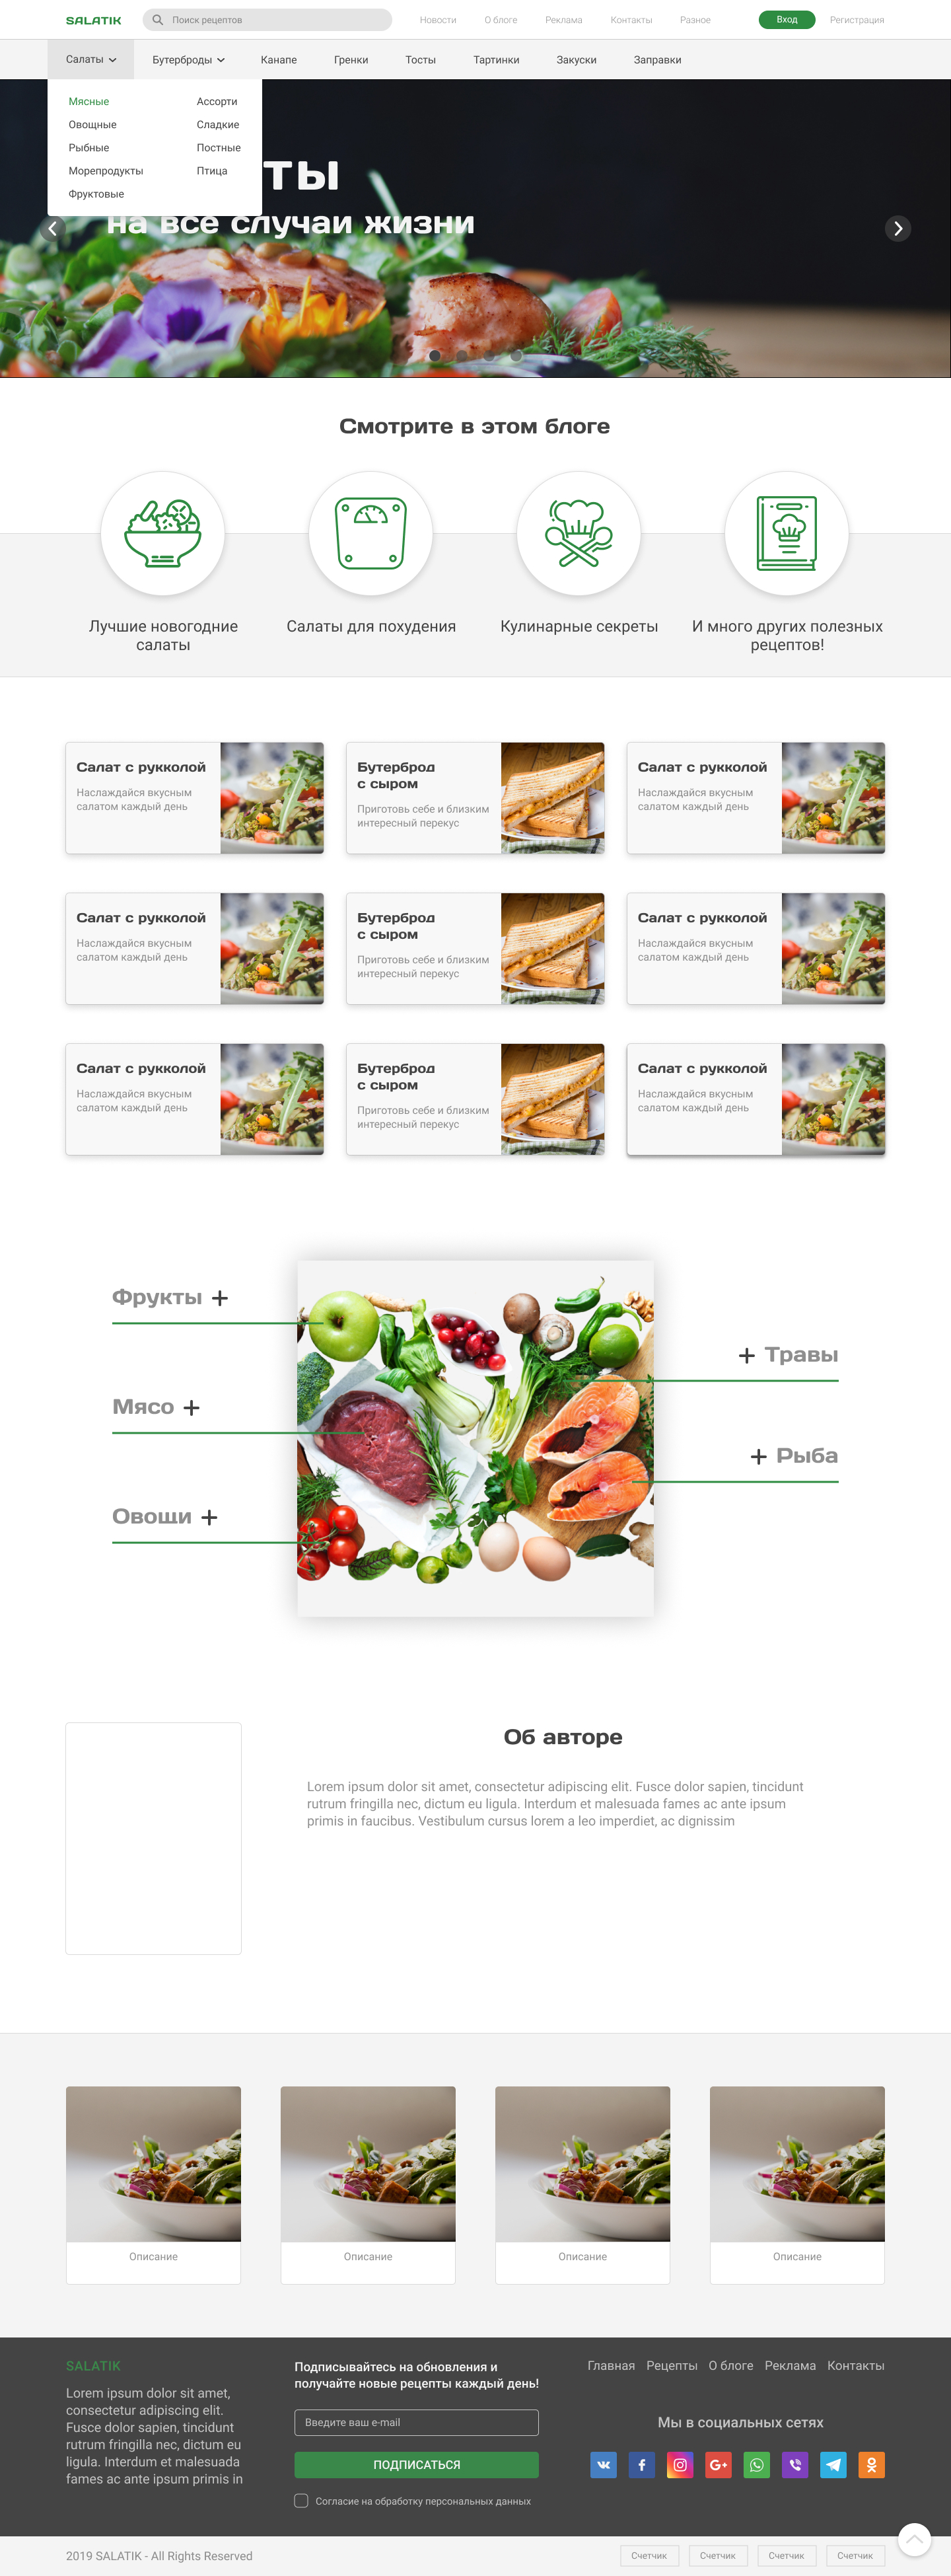 SALATIK
Поиск рецептов
Новости
О блоге
Реклама
Контакты
Разное
Вход
Регистрация
Салаты
Бутерброды
Канапе
Гренки
Тосты
Тартинки
Закуски
Заправки
Мясные
Ассорти
Овощные
Сладкие
Рыбные
Постные
Морепродукты
Птица
Фруктовые
ты
на все случаи жизни
Смотрите в этом блоге
Лучшие новогодние
салаты
Салаты для похудения
Кулинарные секреты
И много других полезных
рецептов!
Салат с рукколой
Наслаждайся вкусным
салатом каждый день
Бутерброд
с сыром
Приготовь себе и близким
интересный перекус
Салат с рукколой
Наслаждайся вкусным
салатом каждый день
Салат с рукколой
Наслаждайся вкусным
салатом каждый день
Бутерброд
с сыром
Приготовь себе и близким
интересный перекус
Салат с рукколой
Наслаждайся вкусным
салатом каждый день
Салат с рукколой
Наслаждайся вкусным
салатом каждый день
Бутерброд
с сыром
Приготовь себе и близким
интересный перекус
Салат с рукколой
Наслаждайся вкусным
салатом каждый день
Фрукты +
+ Травы
Мясо +
+ Рыба
Овощи +
Об авторе
Lorem ipsum dolor sit amet, consectetur adipiscing elit. Fusce dolor sapien, tincidunt
rutrum fringilla nec, dictum eu ligula. Interdum et malesuada fames ac ante ipsum
primis in faucibus. Vestibulum cursus lorem a leo imperdiet, ac dignissim
Описание
Описание
Описание
Описание
SALATIK
Lorem ipsum dolor sit amet,
consectetur adipiscing elit.
Fusce dolor sapien, tincidunt
rutrum fringilla nec, dictum eu
ligula. Interdum et malesuada
fames ac ante ipsum primis in
Подписывайтесь на обновления и
получайте новые рецепты каждый день!
Введите ваш e-mail
ПОДПИСАТЬСЯ
Согласие на обработку персональных данных
Главная
Рецепты
О блоге
Реклама
Контакты
Мы в социальных сетях
G+
2019 SALATIK - All Rights Reserved
Счетчик
Счетчик
Счетчик
Счетчик